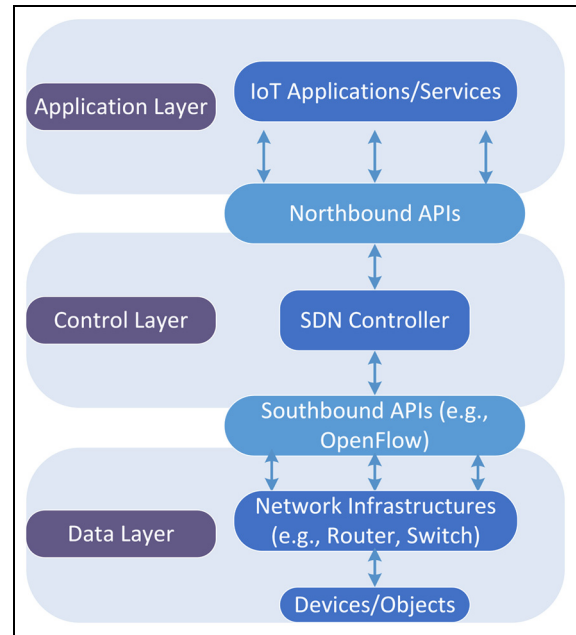 Application Layer
IoT Applications/Services
Northbound APIs
Control Layer
SDN Controller
Southbound APIs (e.g.,
OpenFlow)
Data Layer
Network Infrastructures
(e.g., Router, Switch)
Devices/Objects